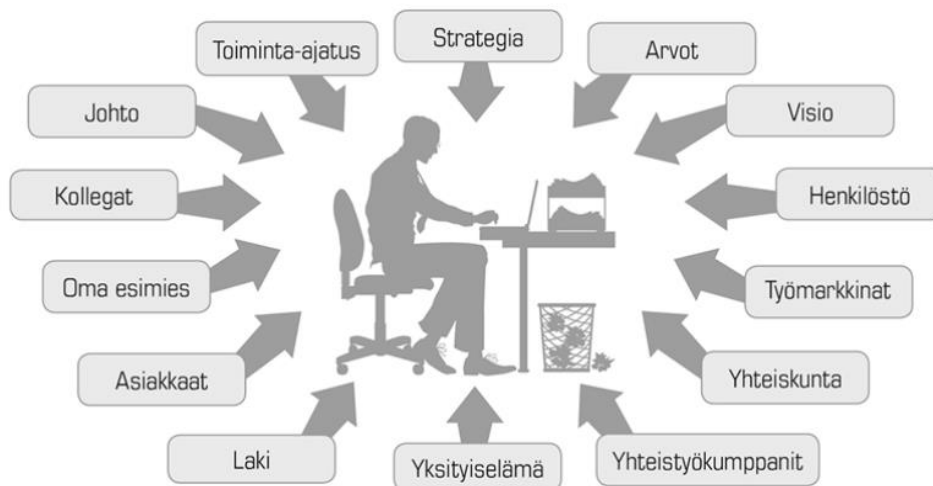 Strategia
Toiminta-ajatus
Arvot
Johto
Visio
Kollegat
Henkilöstö
Oma esimies
Työmarkkinat
Asiakkaat
Yhteiskunta
Laki
Yksityiselämä
Yhteistyökumppanit